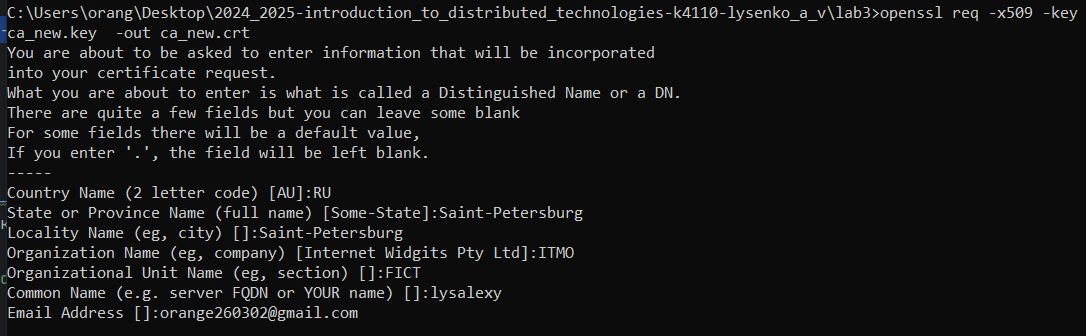 C:\Users\orang\Desktop\2024_2025-introduction_to_distributed_technologies-k4110-lysenko_a_v\lab3>openssl req -x509 -key
ca_new.key  -out ca_new.crt
You are about to be asked to enter information that will be incorporated
into your certificate request.
What you are about to enter is what is called a Distinguished Name or a DN.
There are quite a few fields but you can leave some blank
For some fields there will be a default value,
If you enter '.', the field will be left blank.
-----
Country Name (2 letter code) [AU]:RU
State or Province Name (full name) [Some-State]:Saint-Petersburg
Locality Name (eg, city) []:Saint-Petersburg
Organization Name (eg, company) [Internet Widgits Pty Ltd]:ITMO
Organizational Unit Name (eg, section) []:FICT
Common Name (e.g. server FQDN or YOUR name) []:lysalexy
Email Address []:orange260302@gmail.com